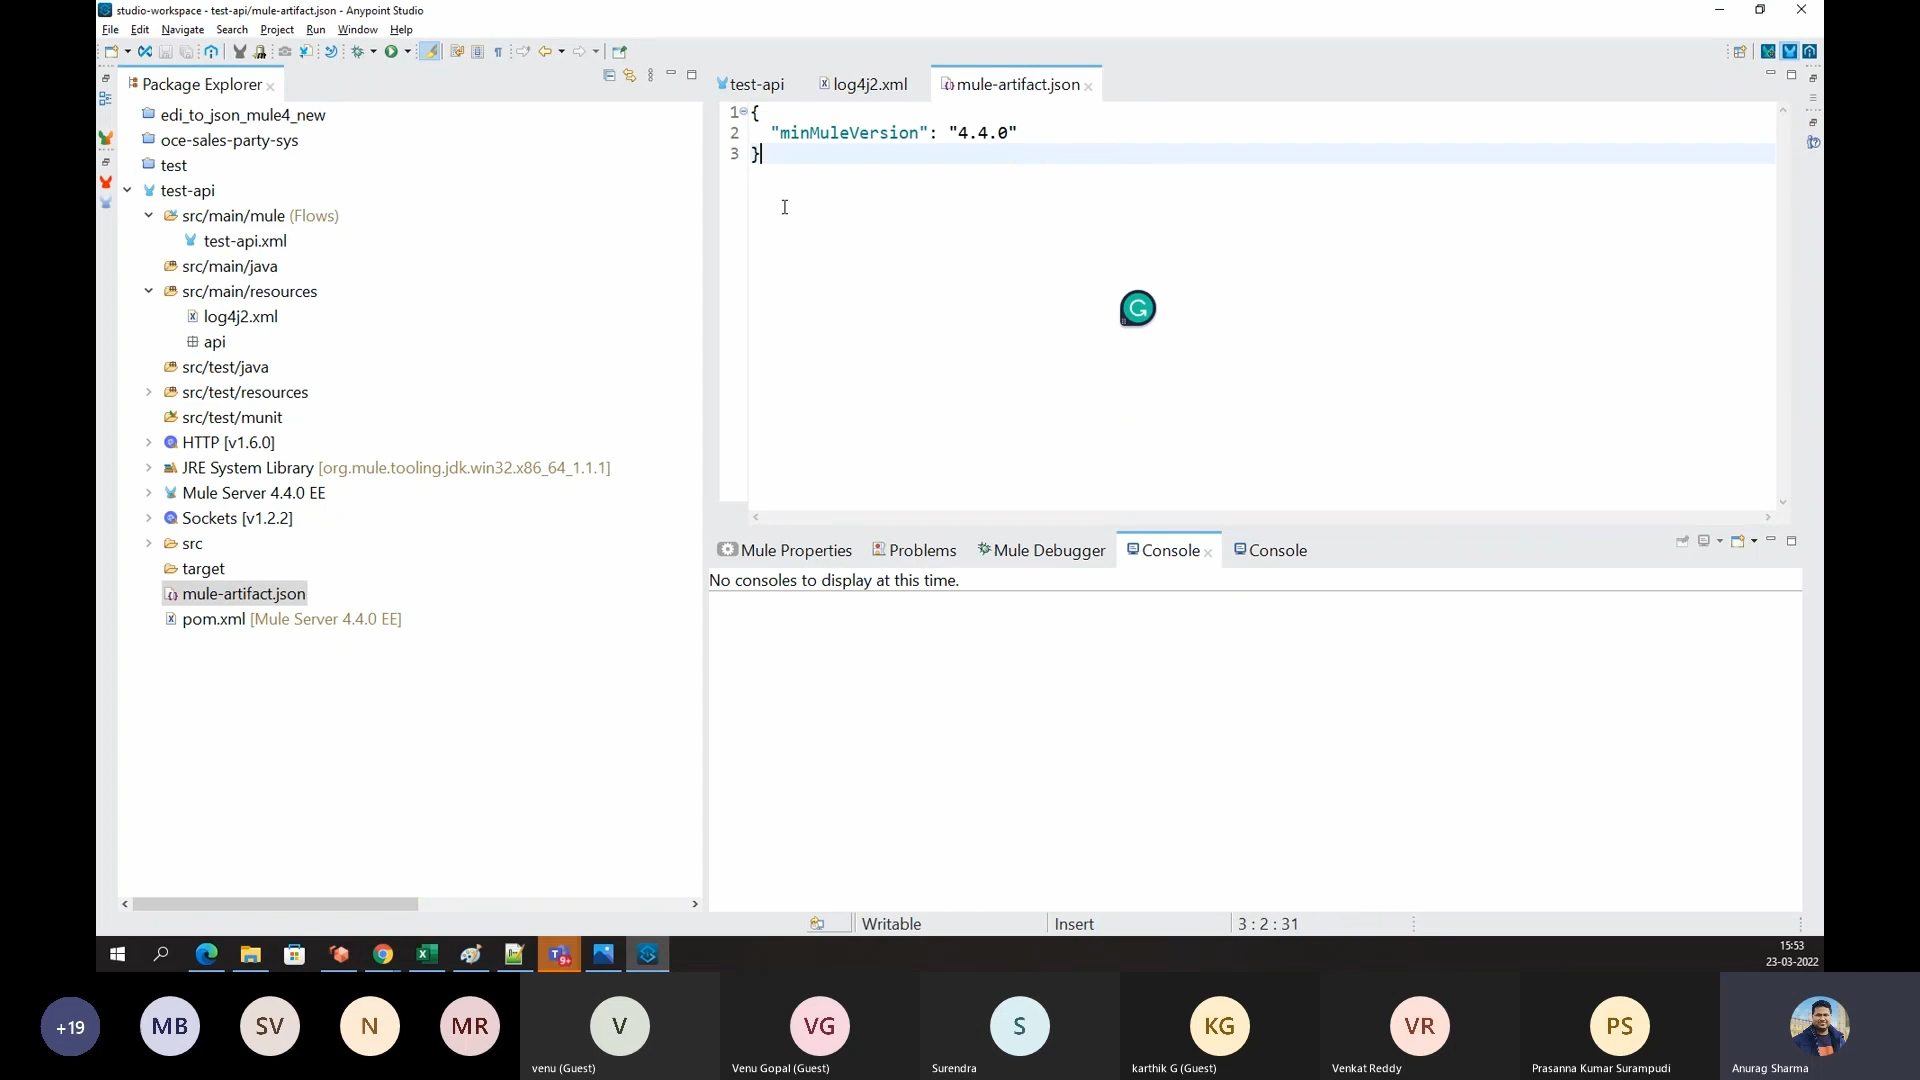 studio-workspace - test-api/mule-artifact.json - Anypoint Studio
File Edit Navigate Search Project Run Window Help
Package Explorer
edi_to_json_mule4_new
oce-sales-party-sys
test
test-api
src/main/mule (Flows)
test-api.xml
src/main/java
src/main/resources
log4j2.xml
api
src/test/java
src/test/resources
src/test/munit
HTTP [v1.6.0]
JRE System Library [org.mule.tooling.jdk.win32.x86_64_1.1.1]
Mule Server 4.4.0 EE
Sockets [v1.2.2]
src
target
mule-artifact.json
pom.xml [Mule Server 4.4.0 EE]
test-api log4j2.xml mule-artifact.json
1 {
2 "minMuleVersion": "4.4.0"
3 }
Mule Properties Problems Mule Debugger Console Console
No consoles to display at this time.
Writable Insert 3 : 2 : 31
15:53
23-03-2022
+19 MB SV N MR V VG S KG VR PS
venu (Guest) Venu Gopal (Guest) Surendra karthik G (Guest) Venkat Reddy Prasanna Kumar Surampudi Anurag Sharma